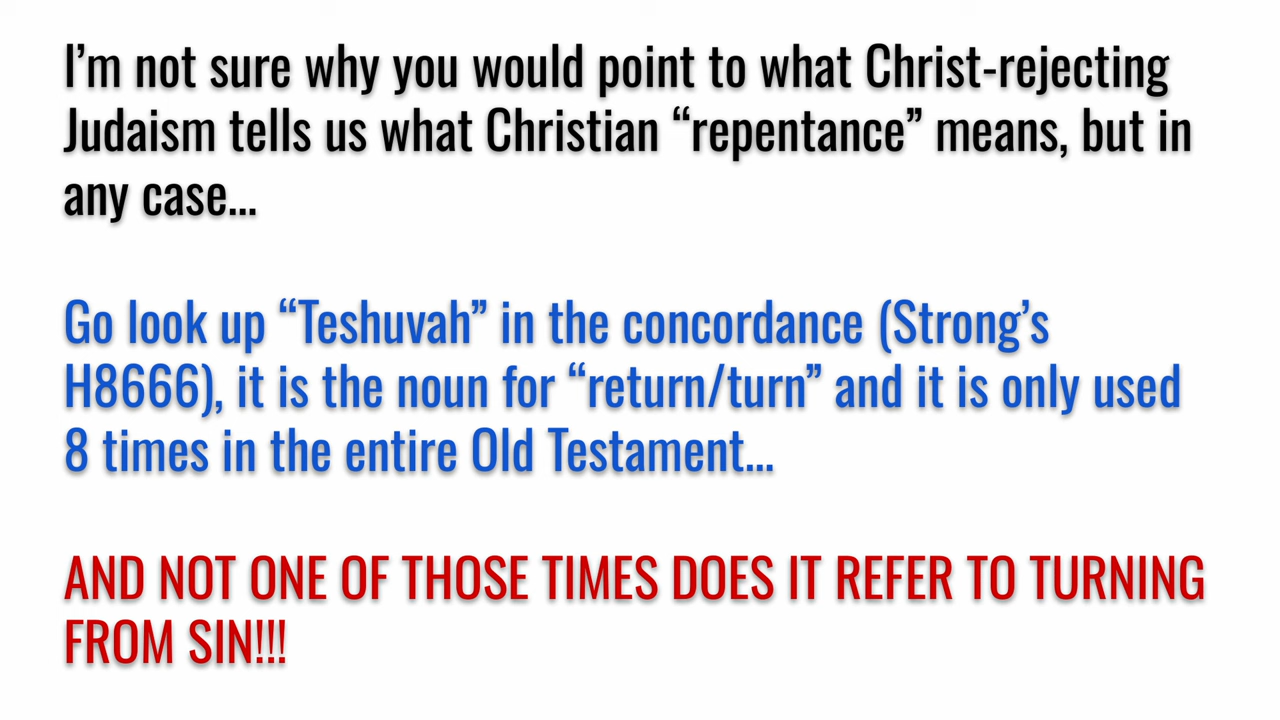 I’m not sure why you would point to what Christ-rejecting
Judaism tells us what Christian “repentance” means, but in
any case...
Go look up “Teshuvah” in the concordance (Strong’s
H8666), it is the noun for “return/turn” and it is only used
8 times in the entire Old Testament...
AND NOT ONE OF THOSE TIMES DOES IT REFER TO TURNING
FROM SIN!!!